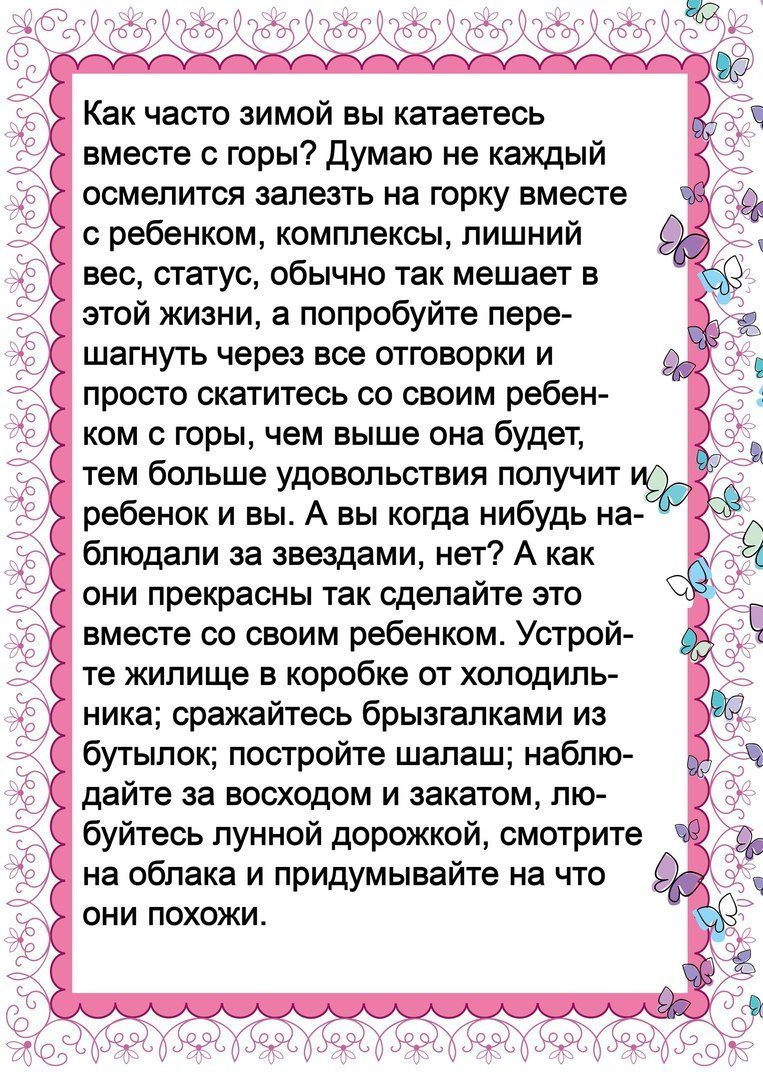 Как часто зимой вы катаетесь
вместе с горы? Думаю не каждый
осмелится залезть на горку вместе
с ребенком, комплексы, лишний
вес, статус, обычно так мешает в
этой жизни, а попробуйте пере-
шагнуть через все отговорки и
просто скатитесь со своим ребен-
ком с горы, чем выше она будет,
тем больше удовольствия получит и
ребенок и вы. А вы когда нибудь на-
блюдали за звездами, нет? А как
они прекрасны так сделайте это
вместе со своим ребенком. Устрой-
те жилище в коробке от холодиль-
ника; сражайтесь брызгалками из
бутылок; постройте шалаш; наблю-
дайте за восходом и закатом, лю-
буйтесь лунной дорожкой, смотрите
на облака и придумывайте на что
они похожи.